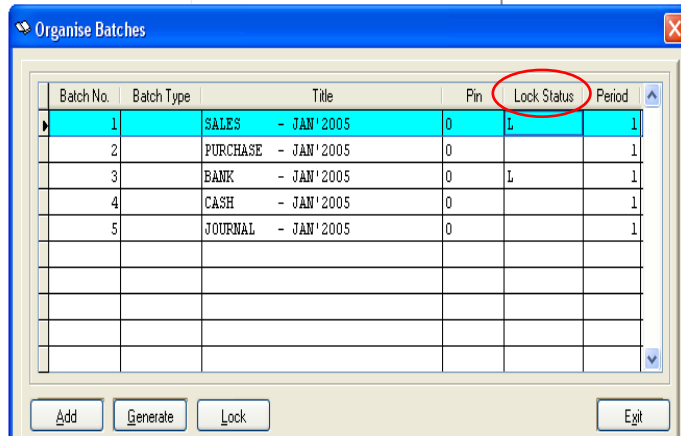 Organise Batches
Batch No. Batch Type Title Pin Lock Status Period
1 SALES - JAN'2005 0 L 1
2 PURCHASE - JAN'2005 0 1
3 BANK - JAN'2005 0 L 1
4 CASH - JAN'2005 0 1
5 JOURNAL - JAN'2005 0 1
Add Generate Lock Exit